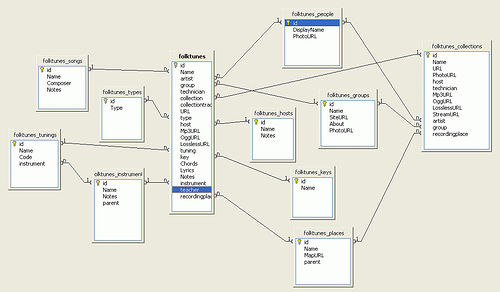 folktunes_people
id
DisplayName
PhotoURL
folktunes_songs
id
Name
Composer
Notes
folktunes_types
id
Type
folktunes_tunings
id
Name
Code
instrument
olktunes_instrument
id
Name
Notes
parent
folktunes
id
Name
artist
group
technician
collection
collectiontrac
URL
type
host
Mp3URL
OggURL
LosslessURL
tuning
key
Chords
Lyrics
Notes
instrument
teacher
recordingplac
folktunes_hosts
id
Name
Notes
folktunes_groups
id
Name
SiteURL
About
PhotoURL
folktunes_keys
id
Name
folktunes_places
id
Name
MapURL
parent
folktunes_collections
id
Name
URL
PhotoURL
host
technician
Mp3URL
OggURL
LosslessURL
StreamURL
artist
group
recordingplace